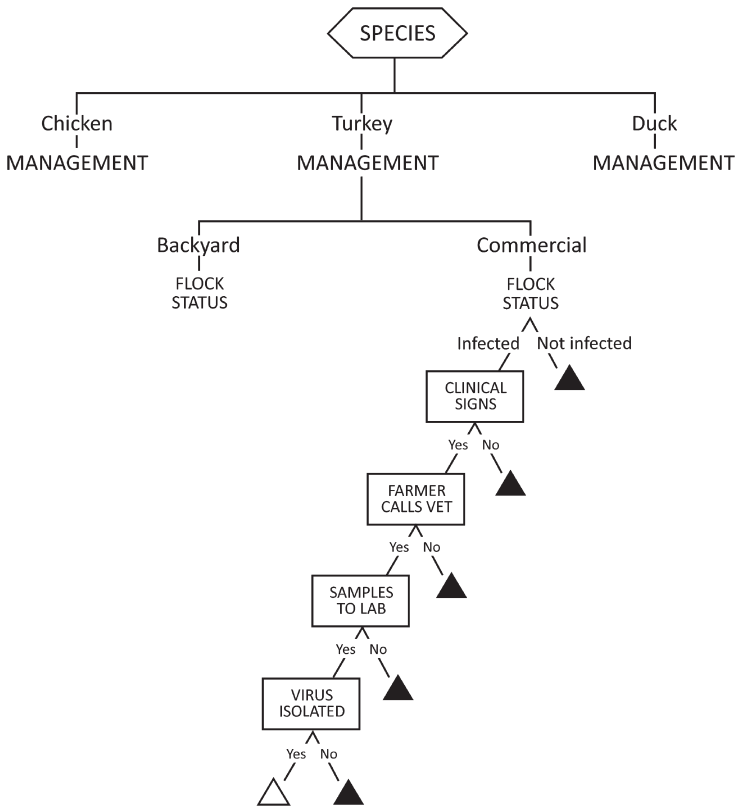 SPECIES
Chicken
Turkey
Duck
MANAGEMENT
MANAGEMENT
MANAGEMENT
Backyard
Commercial
FLOCK
STATUS
FLOCK
STATUS
Infected
Not infected
CLINICAL
SIGNS
Yes
No
FARMER
CALLS VET
Yes
No
SAMPLES
TO LAB
Yes
No
VIRUS
ISOLATED
Yes
No